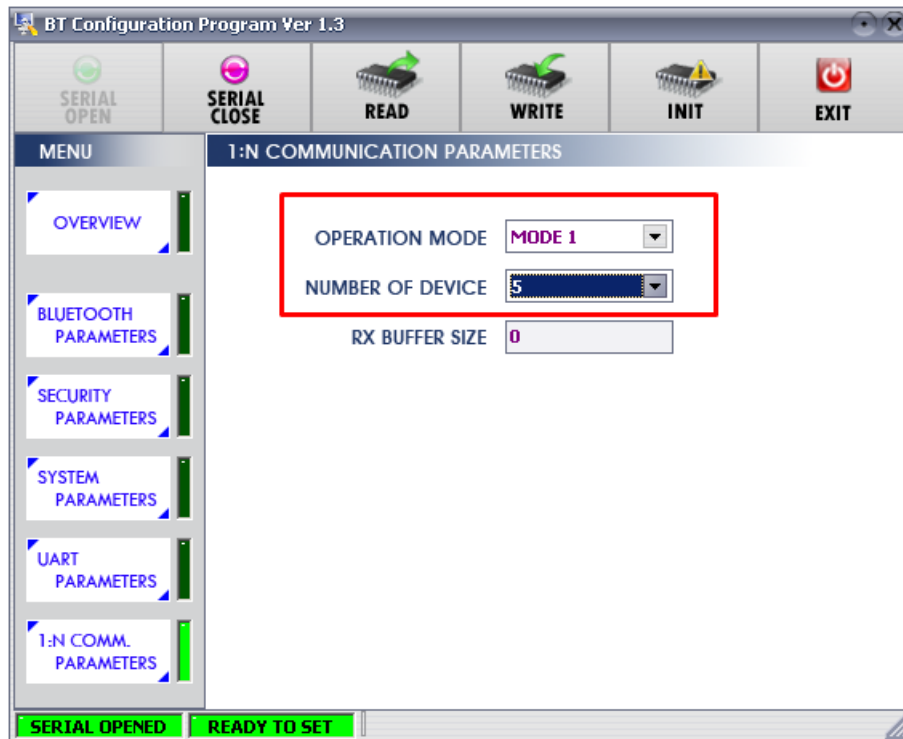 BT Configuration Program Ver 1.3
SERIAL
OPEN
SERIAL
CLOSE
READ
WRITE
INIT
EXIT
MENU
1:N COMMUNICATION PARAMETERS
OVERVIEW
BLUETOOTH
PARAMETERS
SECURITY
PARAMETERS
SYSTEM
PARAMETERS
UART
PARAMETERS
1:N COMM.
PARAMETERS
OPERATION MODE MODE 1
NUMBER OF DEVICE 5
RX BUFFER SIZE 0
SERIAL OPENED READY TO SET